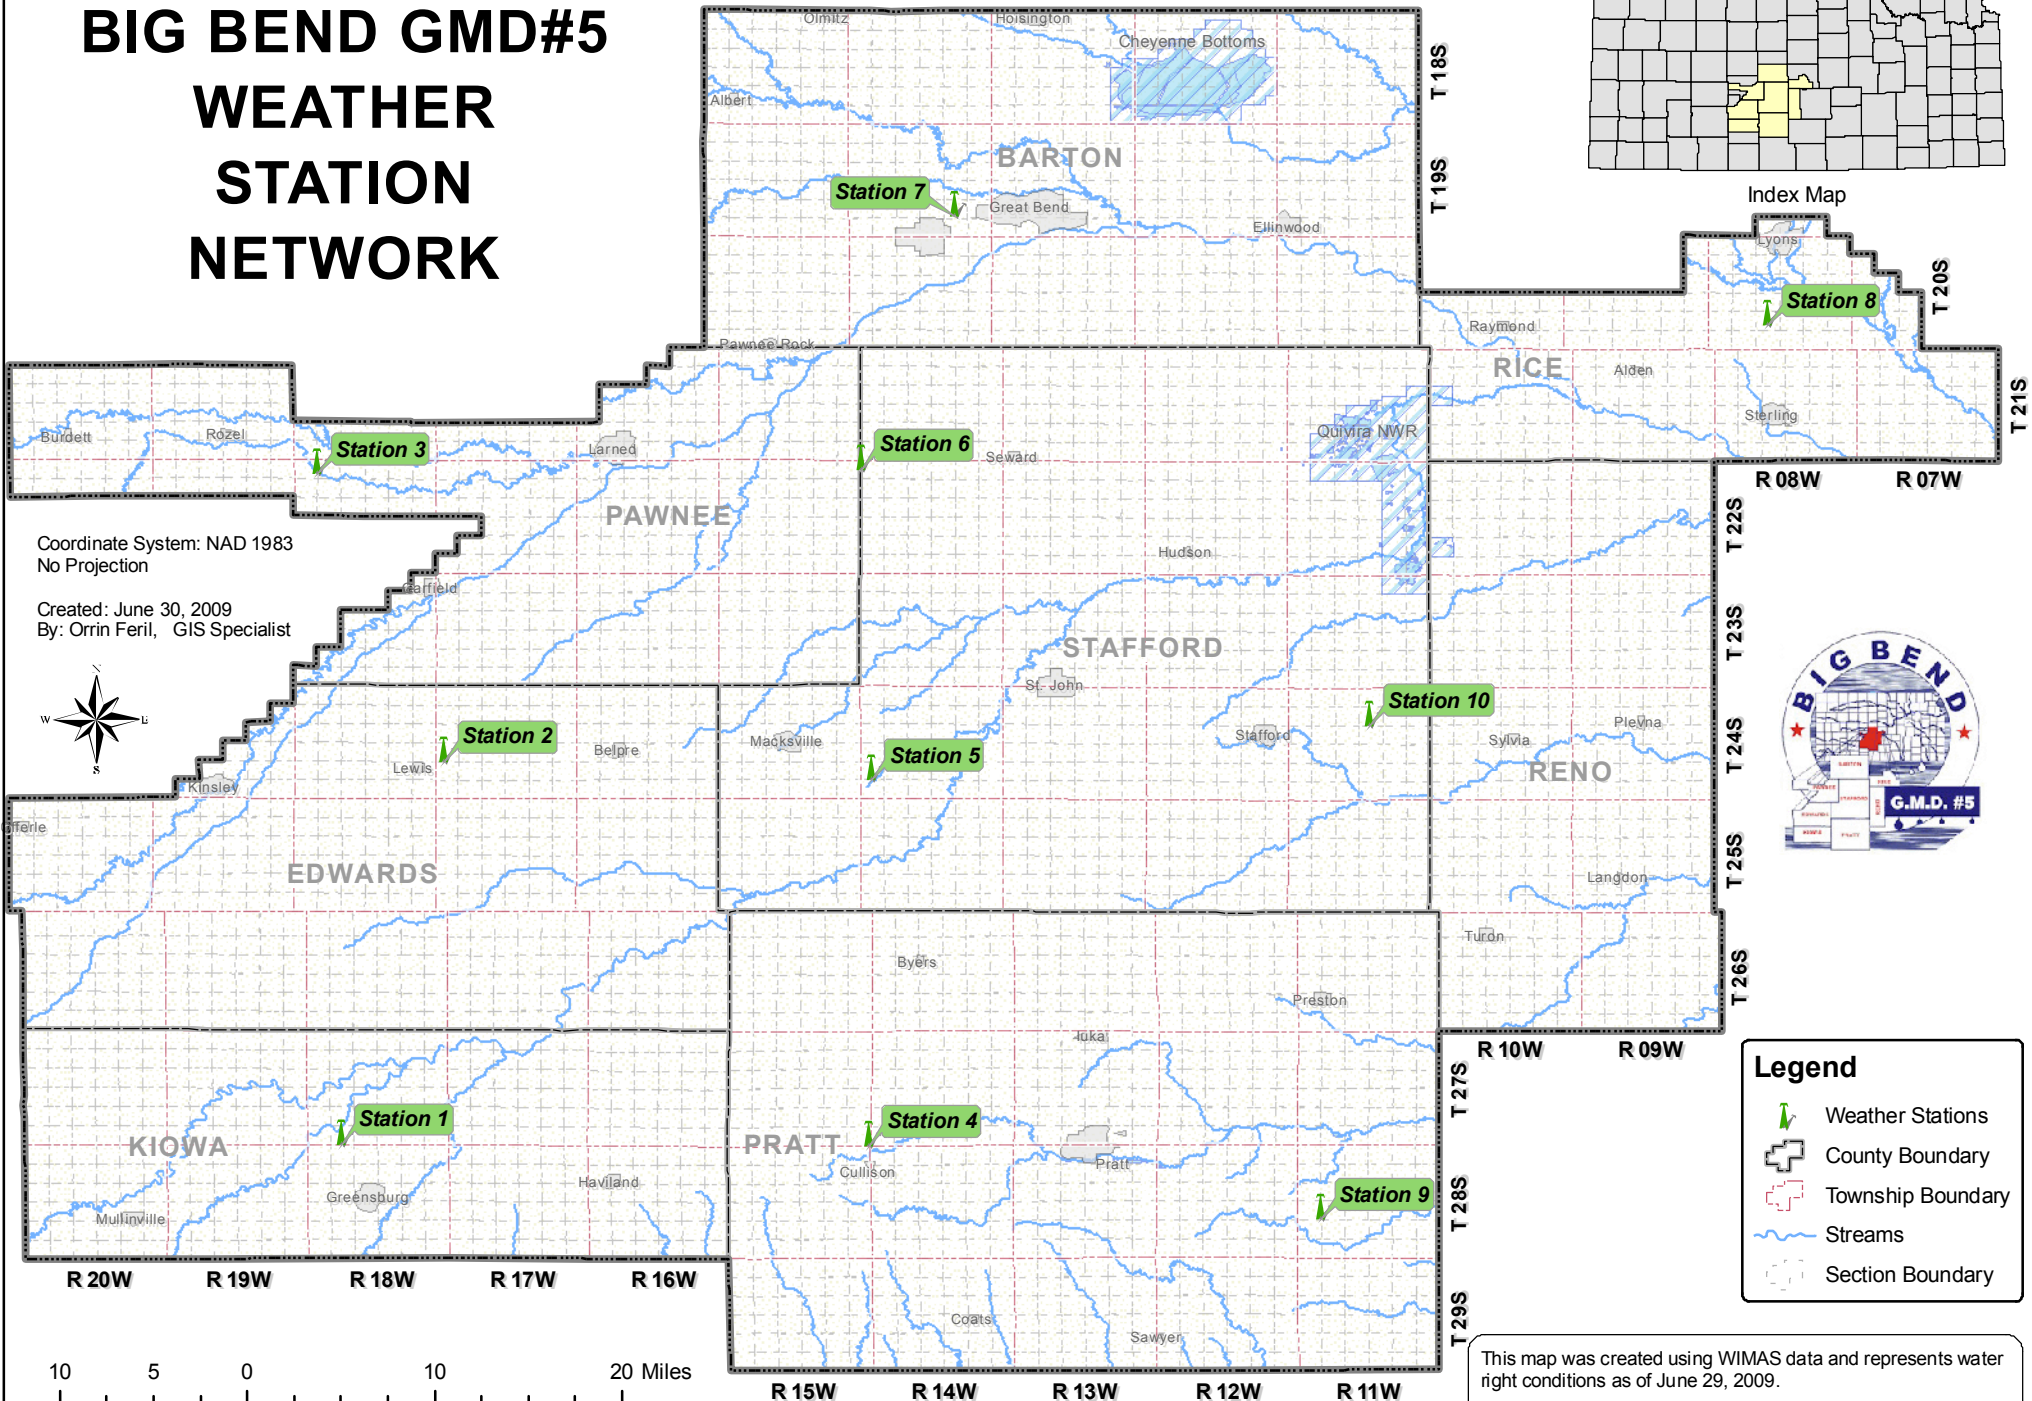 BIG BEND GMD#5
WEATHER
STATION
NETWORK
Olmitz
Hoisington
Cheyenne Bottoms
Albert
BARTON
Station 7
Great Bend
Ellinwood
T 18S
T 19S
Index Map
Lyons
Station 8
T 20S
Raymond
RICE
Alden
Sterling
T 21S
R 08W
R 07W
Pawnee Rock
Burdett
Rozel
Station 3
Larned
Station 6
Seward
Quivira NWR
PAWNEE
Coordinate System: NAD 1983
No Projection
Created: June 30, 2009
By: Orrin Feril, GIS Specialist
Garfield
Hudson
T 22S
T 23S
STAFFORD
St. John
N
W
E
S
Station 10
Station 2
Lewis
Belpre
Macksville
Station 5
Stafford
Sylvia
Plevna
RENO
T 24S
Kinsley
Offerle
EDWARDS
Langdon
T 25S
BIG BEND
G.M.D. #5
Turon
Byers
Preston
T 26S
Iuka
R 10W
R 09W
T 27S
Station 1
KIOWA
Station 4
PRATT
Pratt
Cullison
Haviland
Greensburg
Mullinville
Station 9
T 28S
R 20W
R 19W
R 18W
R 17W
R 16W
Coats
Sawyer
T 29S
R 15W
R 14W
R 13W
R 12W
R 11W
10 5 0 10 20 Miles
Legend
Weather Stations
County Boundary
Township Boundary
Streams
Section Boundary
This map was created using WIMAS data and represents water
right conditions as of June 29, 2009.